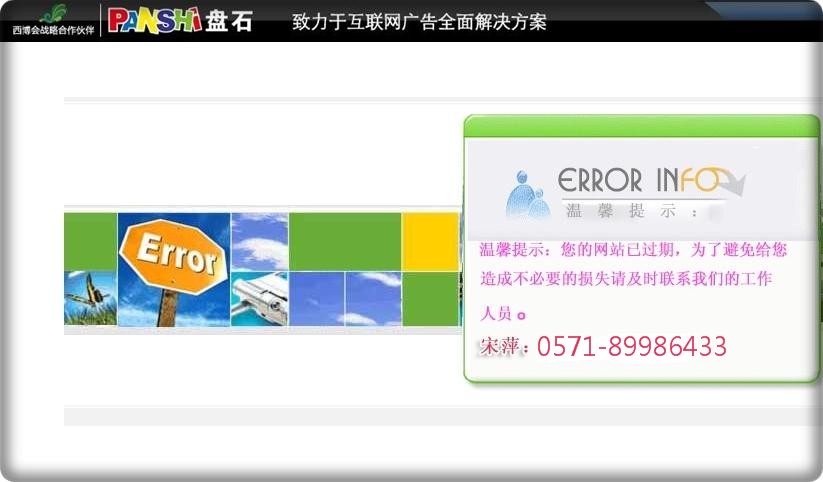 西博会战略合作伙伴
PANSHI 盘石
致力于互联网广告全面解决方案
Error
ERROR INFO
温馨提示：
温馨提示：您的网站已过期，为了避免给您
造成不必要的损失请及时联系我们的工作
人员。
宋萍：0571-89986433